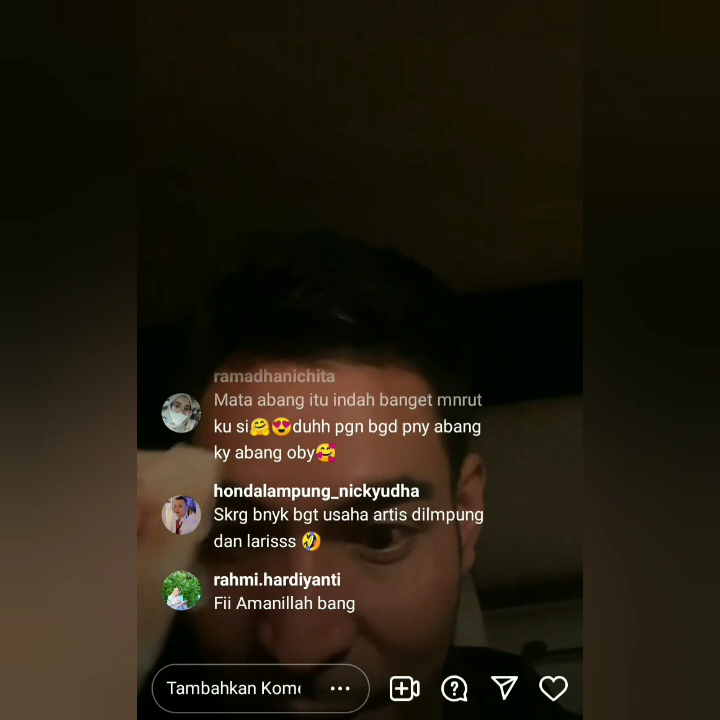 ramadhanichita
Mata abang itu indah banget mnrut
ku si🤗😍duhh pgn bgd pny abang
ky abang oby🥰
hondalampung_nickyudha
Skrg bnyk bgt usaha artis dilmpung
dan larisss 🤣
rahmi.hardiyanti
Fii Amanillah bang
Tambahkan Kome